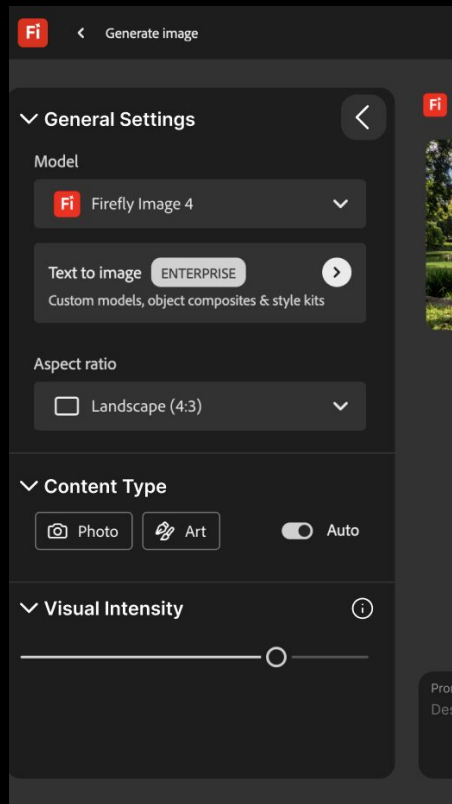 Fi
Generate image
General Settings
Model
Fi Firefly Image 4
Text to image ENTERPRISE
Custom models, object composites & style kits
Aspect ratio
Landscape (4:3)
Content Type
Photo Art Auto
Visual Intensity
Fi